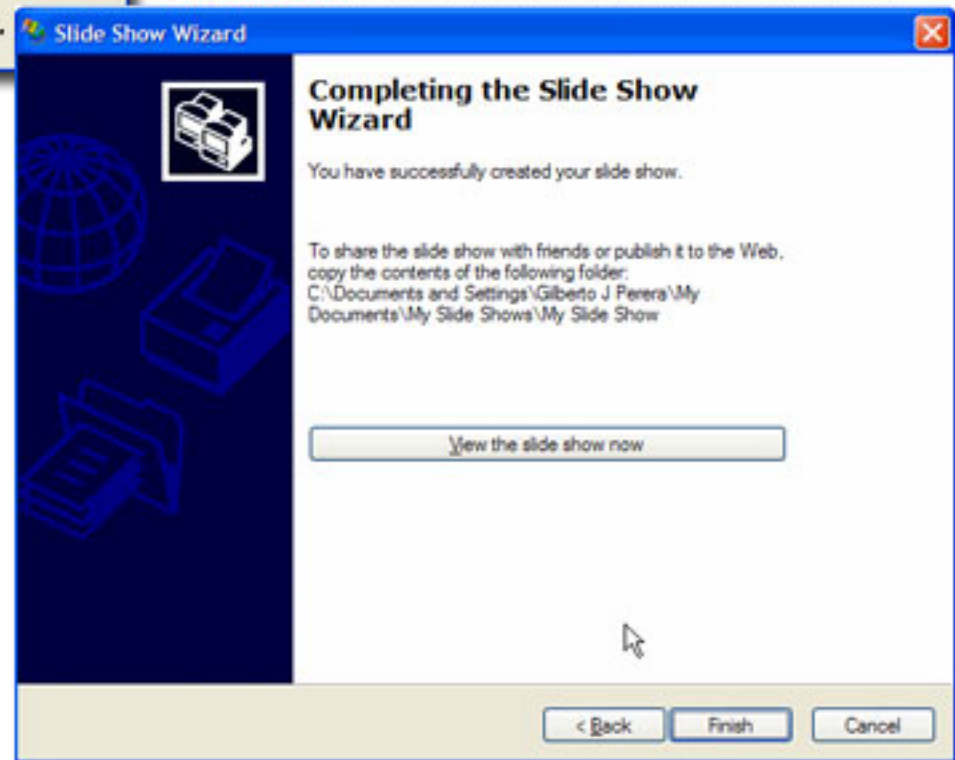 Slide Show Wizard
Completing the Slide Show
Wizard
You have successfully created your slide show.
To share the slide show with friends or publish it to the Web,
copy the contents of the following folder:
C:\Documents and Settings\Gilberto J Perera\My
Documents\My Slide Shows\My Slide Show
View the slide show now
< Back Finish Cancel